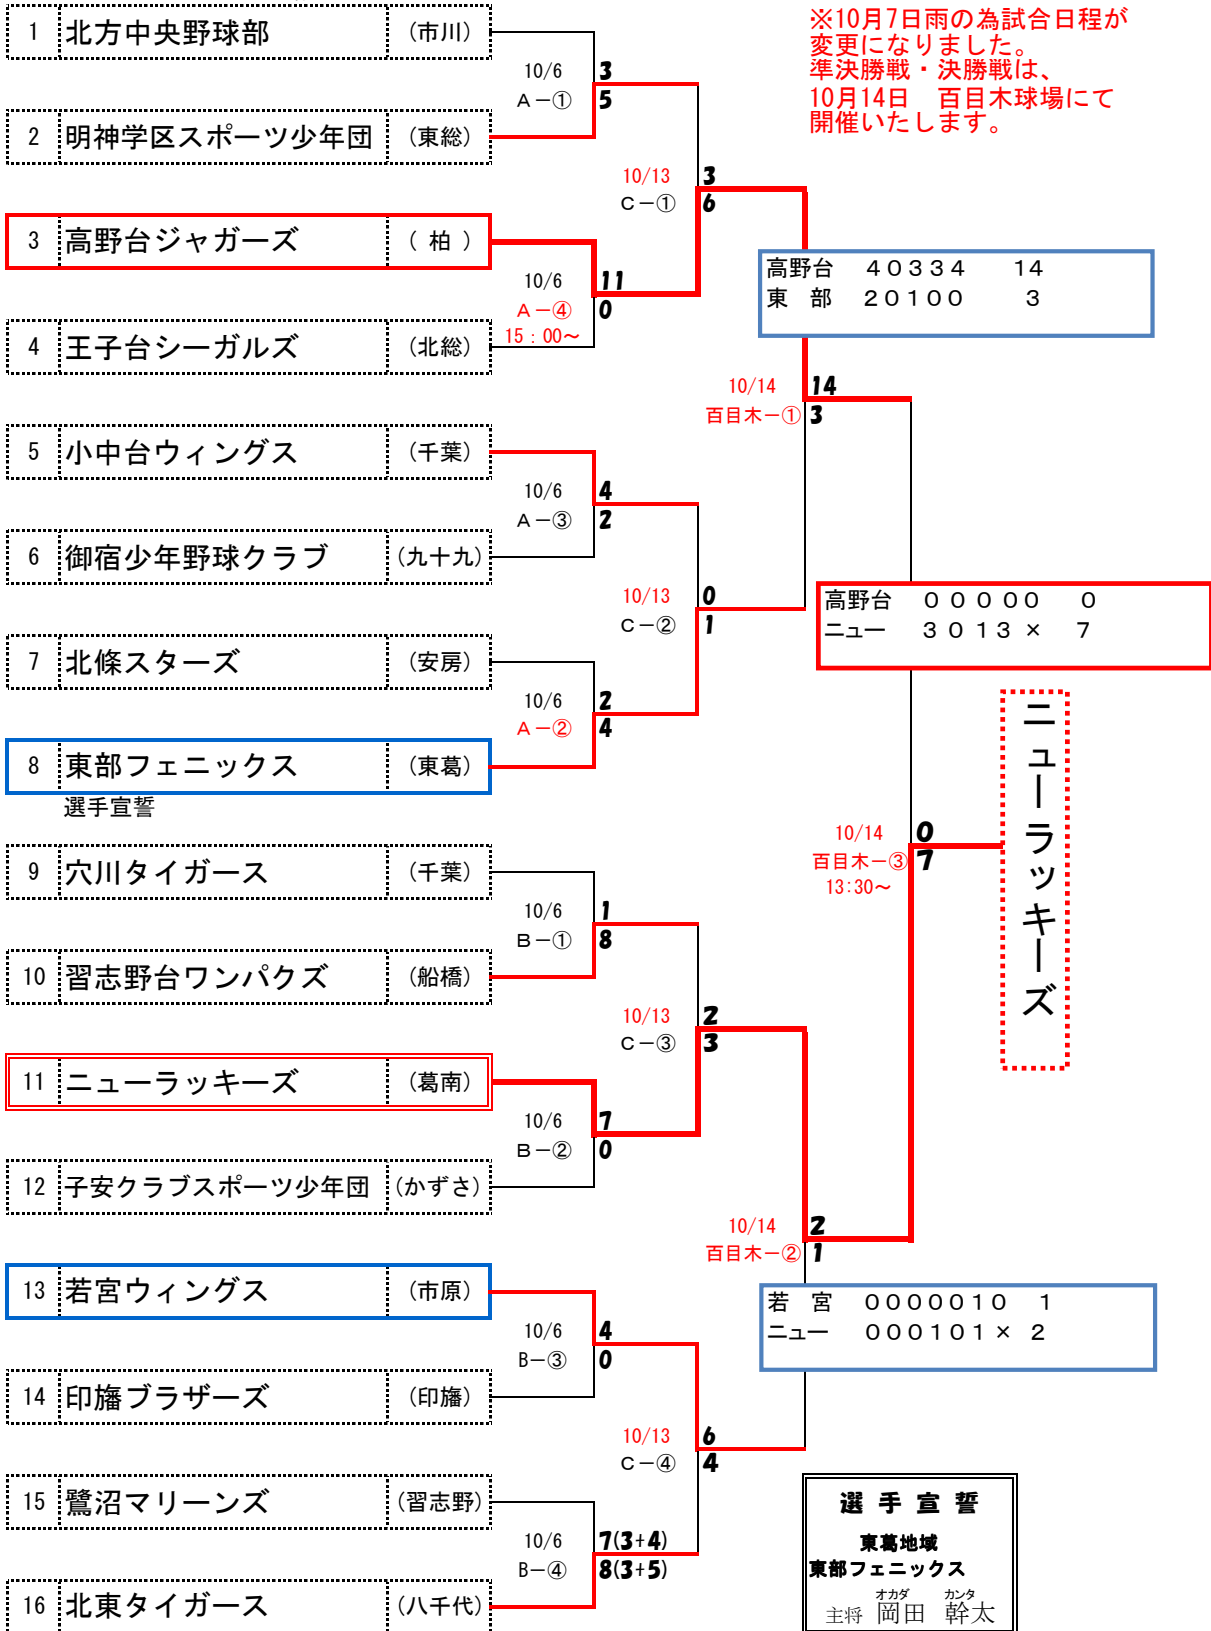 1 北方中央野球部 (市川)
※10月7日雨の為試合日程が
変更になりました。
準決勝戦・決勝戦は、
10月14日 百目木球場にて
開催いたします。
10/6 3
A－① 5
2 明神学区スポーツ少年団 (東総)
10/13 3
C－① 6
3 高野台ジャガーズ (柏)
10/6 11
A－④ 0
15：00～
4 王子台シーガルズ (北総)
高野台 40334 14
東 部 20100 3
10/14 14
百目木－① 3
5 小中台ウィングス (千葉)
10/6 4
A－③ 2
6 御宿少年野球クラブ (九十九)
10/13 0
C－② 1
高野台 00000 0
ニュー 3013× 7
7 北條スターズ (安房)
10/6 2
A－② 4
8 東部フェニックス (東葛)
選手宣誓
ニューラッキーズ
10/14 0
百目木－③ 7
13:30～
9 穴川タイガース (千葉)
10/6 1
B－① 8
10 習志野台ワンパクズ (船橋)
10/13 2
C－③ 3
11 ニューラッキーズ (葛南)
10/6 7
B－② 0
12 子安クラブスポーツ少年団 (かずさ)
10/14 2
百目木－② 1
13 若宮ウィングス (市原)
若 宮 0000010 1
ニュー 000101× 2
10/6 4
B－③ 0
14 印旛ブラザーズ (印旛)
10/13 6
C－④ 4
15 鷺沼マリーンズ (習志野)
10/6 7(3+4)
B－④ 8(3+5)
16 北東タイガース (八千代)
選手宣誓
東葛地域
東部フェニックス
オカダ カンタ
主将 岡田 幹太